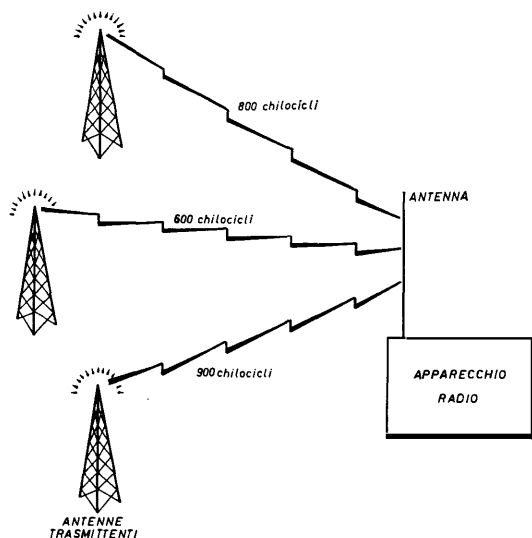 800 chilocicli
ANTENNA
600 chilocicli
900 chilocicli
APPARECCHIO
RADIO
ANTENNE
TRASMITTENTI